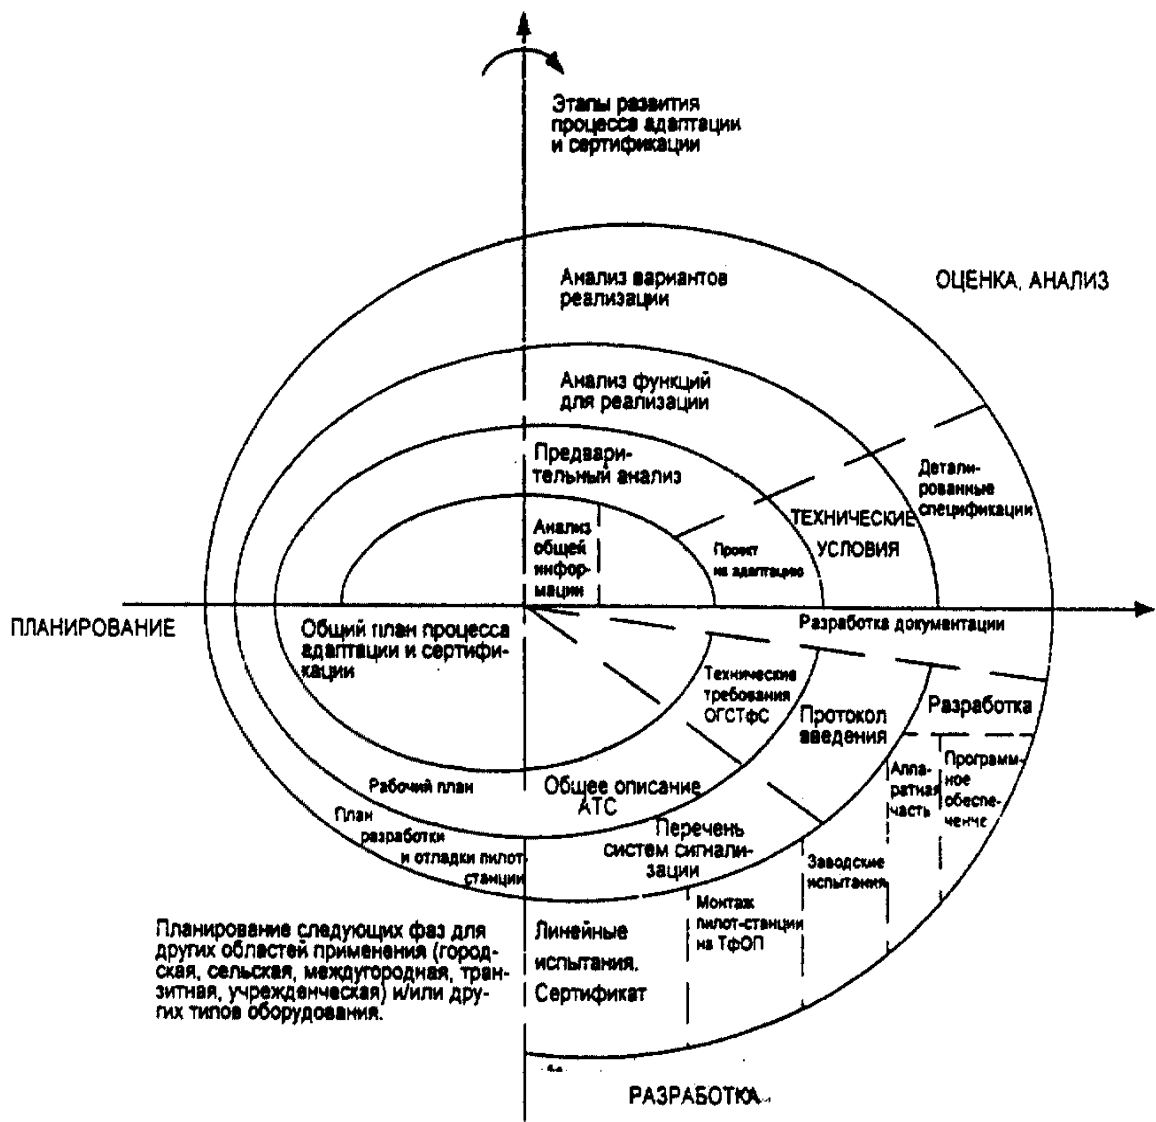 Этапы развития
процесса адаптации
и сертификации
Анализ вариантов
реализации
ОЦЕНКА, АНАЛИЗ
Анализ функций
для реализации
Предвари-
тельный анализ
Детали-
рованные
спецификации
Анализ
общей
инфор-
мации
Проект
на адаптацию
ТЕХНИЧЕСКИЕ
УСЛОВИЯ
ПЛАНИРОВАНИЕ
Общий план процесса
адаптации и сертифи-
кации
Разработка документации
Технические
требования
ОГСТфС
Протокол
введения
Разработка
Аппа-
ратная
часть
Программ-
ное
обеспе-
чение
Рабочий план
Общее описание
АТС
План
разработки
и отладки пилот-
станции
Перечень
систем сигнали-
зации
Заводские
испытания
Монтаж
пилот-станции
на ТфОП
Линейные
испытания.
Сертификат
Планирование следующих фаз для
других областей применения (город-
ская, сельская, междугородная, тран-
зитная, учрежденческая) и/или дру-
гих типов оборудования.
РАЗРАБОТКА